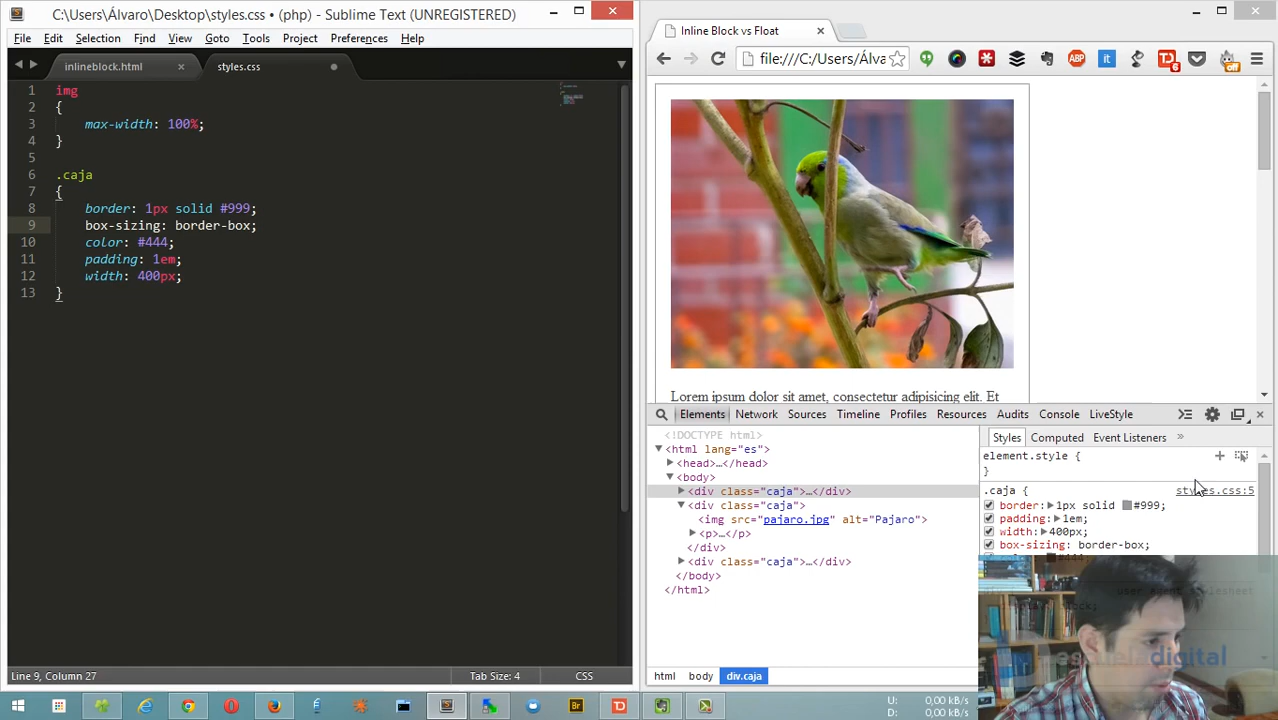 C:\Users\Álvaro\Desktop\styles.css • (php) - Sublime Text (UNREGISTERED)
File Edit Selection Find View Goto Tools Project Preferences Help
inlineblock.html
styles.css
1 img
2 {
3 max-width: 100%;
4 }
5
6 .caja
7 {
8 border: 1px solid #999;
9 box-sizing: border-box;
10 color: #444;
11 padding: 1em;
12 width: 400px;
13 }
Line 9, Column 27
Tab Size: 4
CSS
Inline Block vs Float
file:///C:/Users/Álva
Lorem ipsum dolor sit amet, consectetur adipisicing elit. Et
Elements Network Sources Timeline Profiles Resources Audits Console LiveStyle
<!DOCTYPE html>
<html lang="es">
<head>…</head>
<body>
<div class="caja">…</div>
<div class="caja">
<img src="pajaro.jpg" alt="Pajaro">
<p>…</p>
</div>
<div class="caja">…</div>
</body>
</html>
html body div.caja
Styles Computed Event Listeners »
element.style {
}
.caja { styles.css:5
border: 1px solid #999;
padding: 1em;
width: 400px;
box-sizing: border-box;
user agent stylesheet
escueladigital
U: 0,00 kB/s
D: 0,00 kB/s